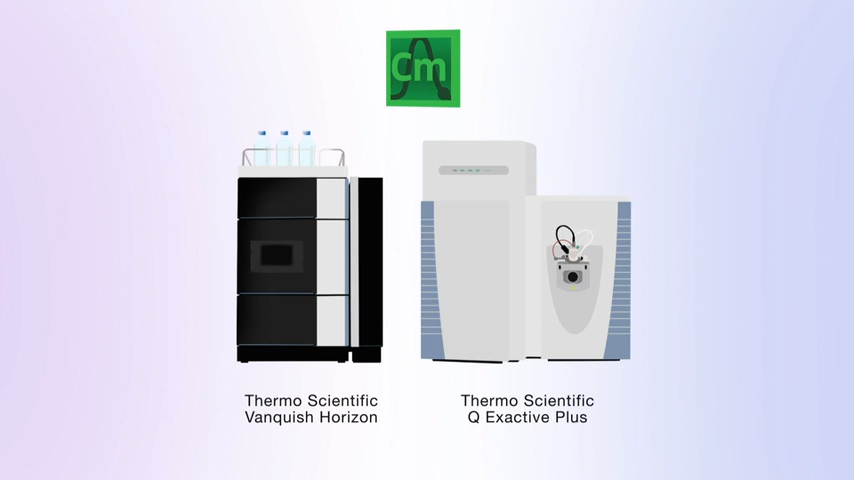 Cm
Thermo Scientific
Vanquish Horizon
Thermo Scientific
Q Exactive Plus